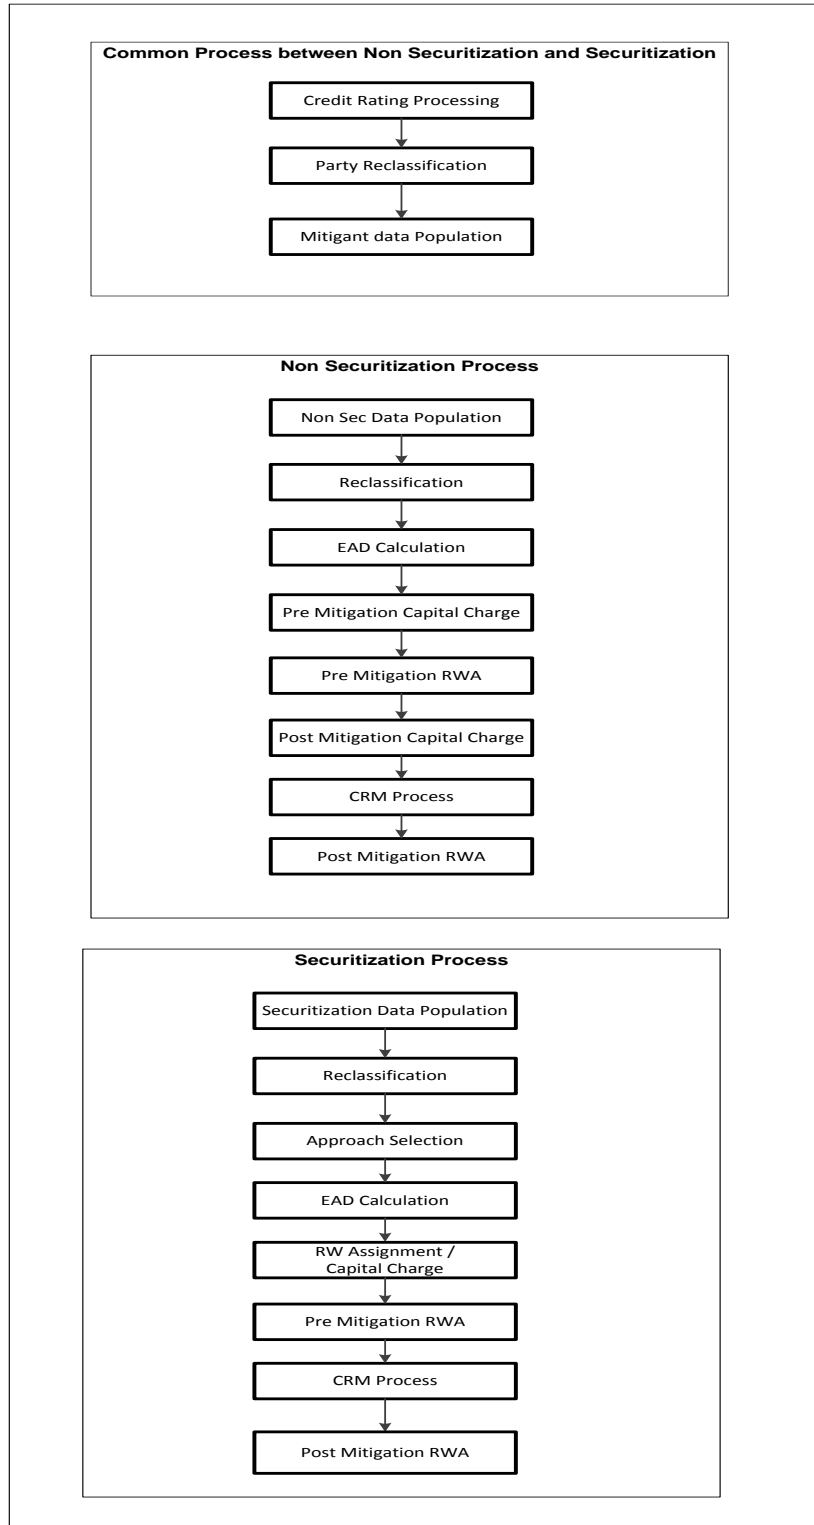 Common Process between Non Securitization and Securitization
Credit Rating Processing
Party Reclassification
Mitigant data Population
Non Securitization Process
Non Sec Data Population
Reclassification
EAD Calculation
Pre Mitigation Capital Charge
Pre Mitigation RWA
Post Mitigation Capital Charge
CRM Process
Post Mitigation RWA
Securitization Process
Securitization Data Population
Reclassification
Approach Selection
EAD Calculation
RW Assignment /
Capital Charge
Pre Mitigation RWA
CRM Process
Post Mitigation RWA